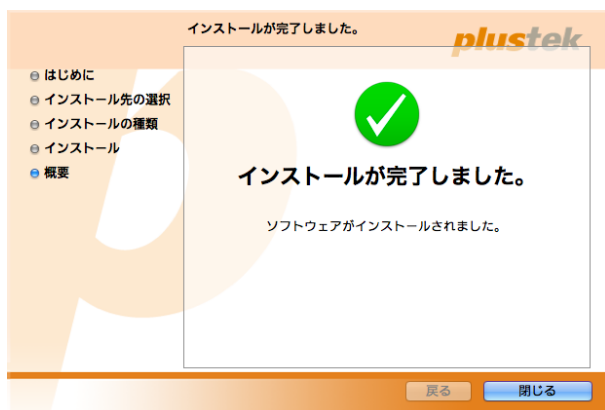 インストールが完了しました。
plustek
はじめに
インストール先の選択
インストールの種類
インストール
概要
インストールが完了しました。
ソフトウェアがインストールされました。
戻る
閉じる